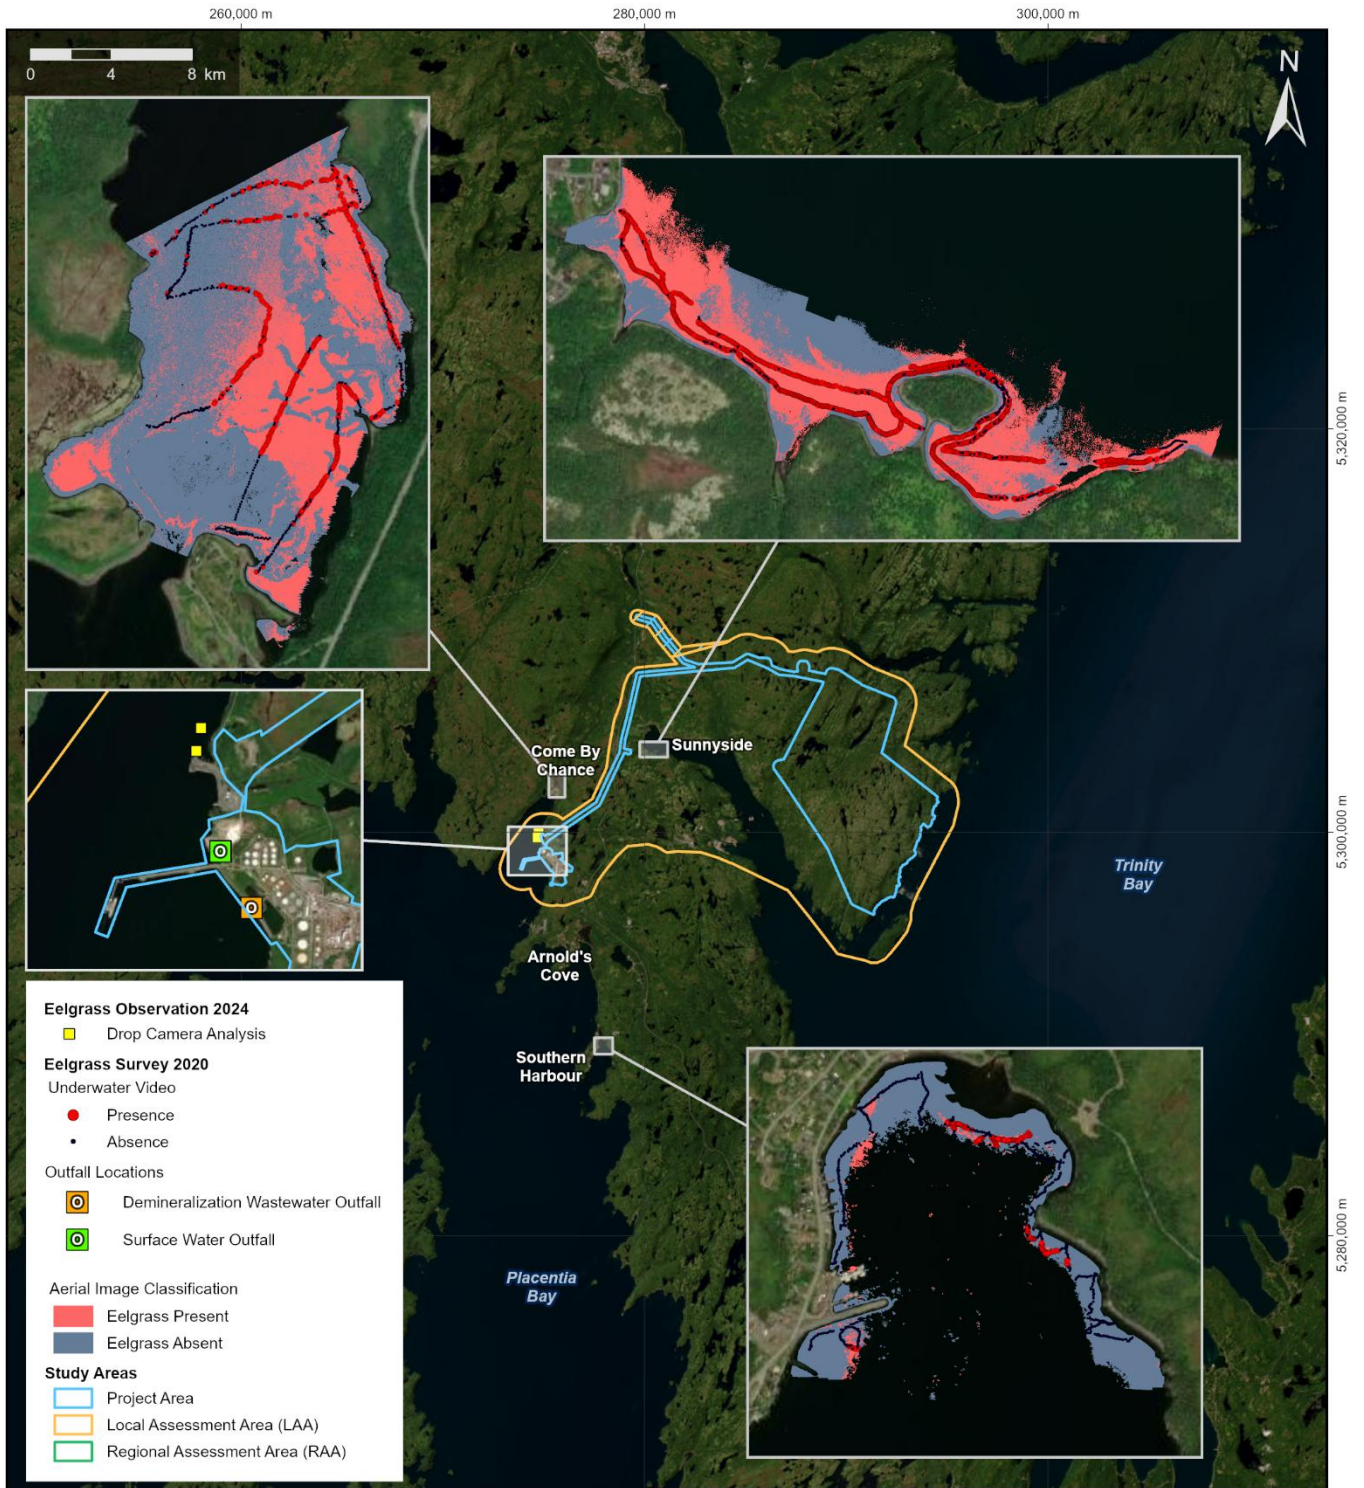 260,000 m
280,000 m
300,000 m
0 4 8 km
N
5,320,000 m
Come By
Chance
Sunnyside
5,300,000 m
Trinity
Bay
Arnold's
Cove
Southern
Harbour
5,280,000 m
Placentia
Bay
Eelgrass Observation 2024
Drop Camera Analysis
Eelgrass Survey 2020
Underwater Video
Presence
Absence
Outfall Locations
O Demineralization Wastewater Outfall
O Surface Water Outfall
Aerial Image Classification
Eelgrass Present
Eelgrass Absent
Study Areas
Project Area
Local Assessment Area (LAA)
Regional Assessment Area (RAA)
O
O